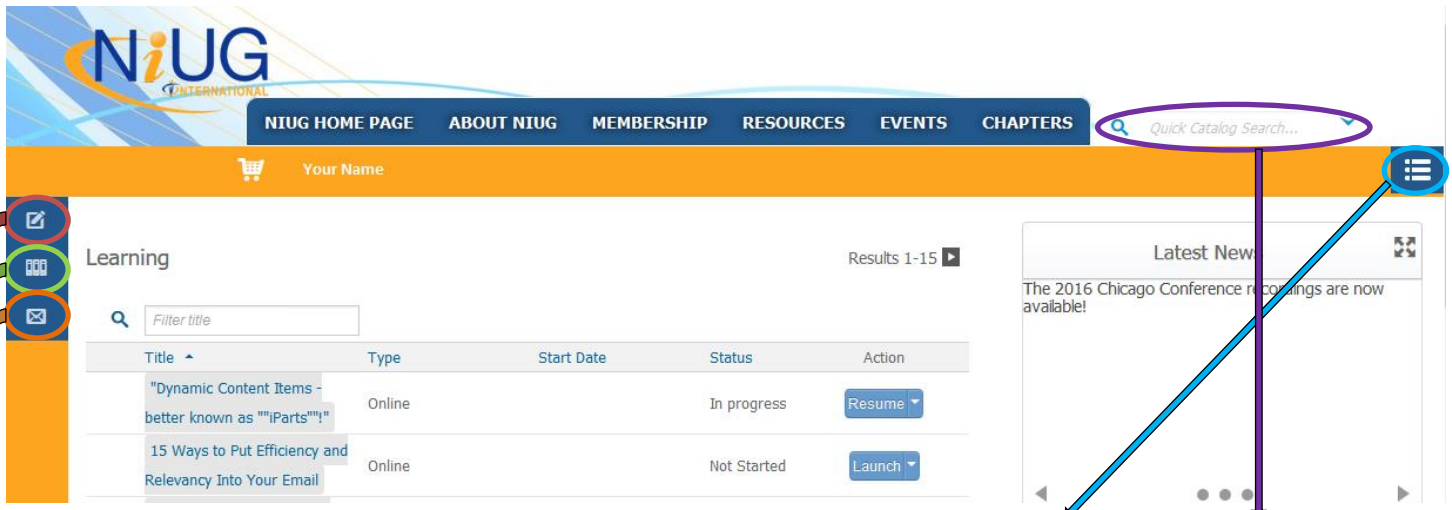 NiUG
INTERNATIONAL
NIUG HOME PAGE ABOUT NIUG MEMBERSHIP RESOURCES EVENTS CHAPTERS Quick Catalog Search...
Your Name
Learning Results 1-15
Latest News
The 2016 Chicago Conference recordings are now
available!
Filter title
Title Type Start Date Status Action
"Dynamic Content Items -
better known as ""iParts""!"
Online In progress Resume
15 Ways to Put Efficiency and
Relevancy Into Your Email
Online Not Started Launch